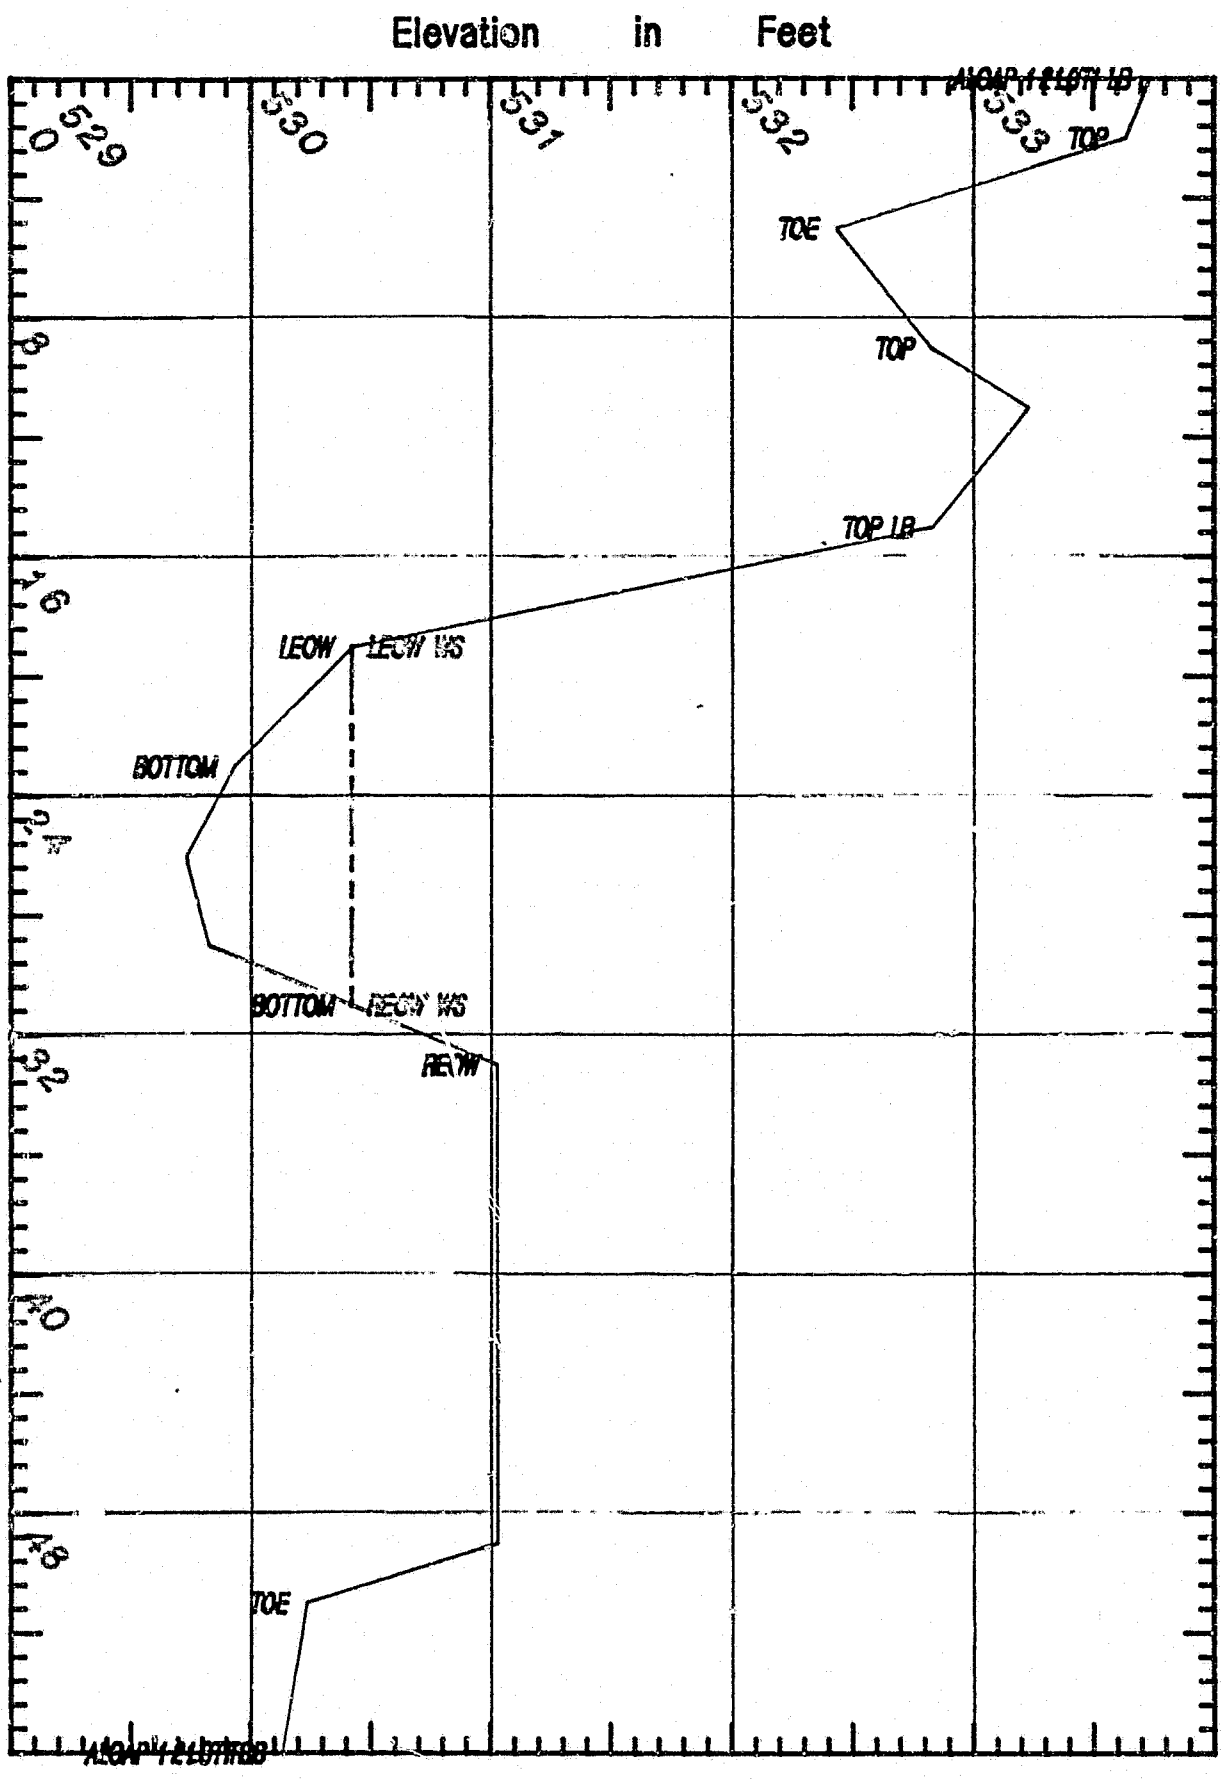 Elevation in Feet
529 530 531 532 533
0
TOP
TOE
8
TOP
TOP LB
16
LEOW LEOW WS
BOTTOM
24
BOTTOM REOW WS
32
REOW
40
48
TOE